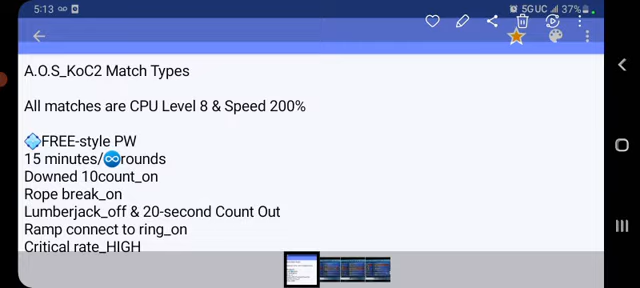 5:13
5GUC 37%
A.O.S_KoC2 Match Types
All matches are CPU Level 8 & Speed 200%
FREE-style PW
15 minutes/♾rounds
Downed 10count_on
Rope break_on
Lumberjack_off & 20-second Count Out
Ramp connect to ring_on
Critical rate_HIGH